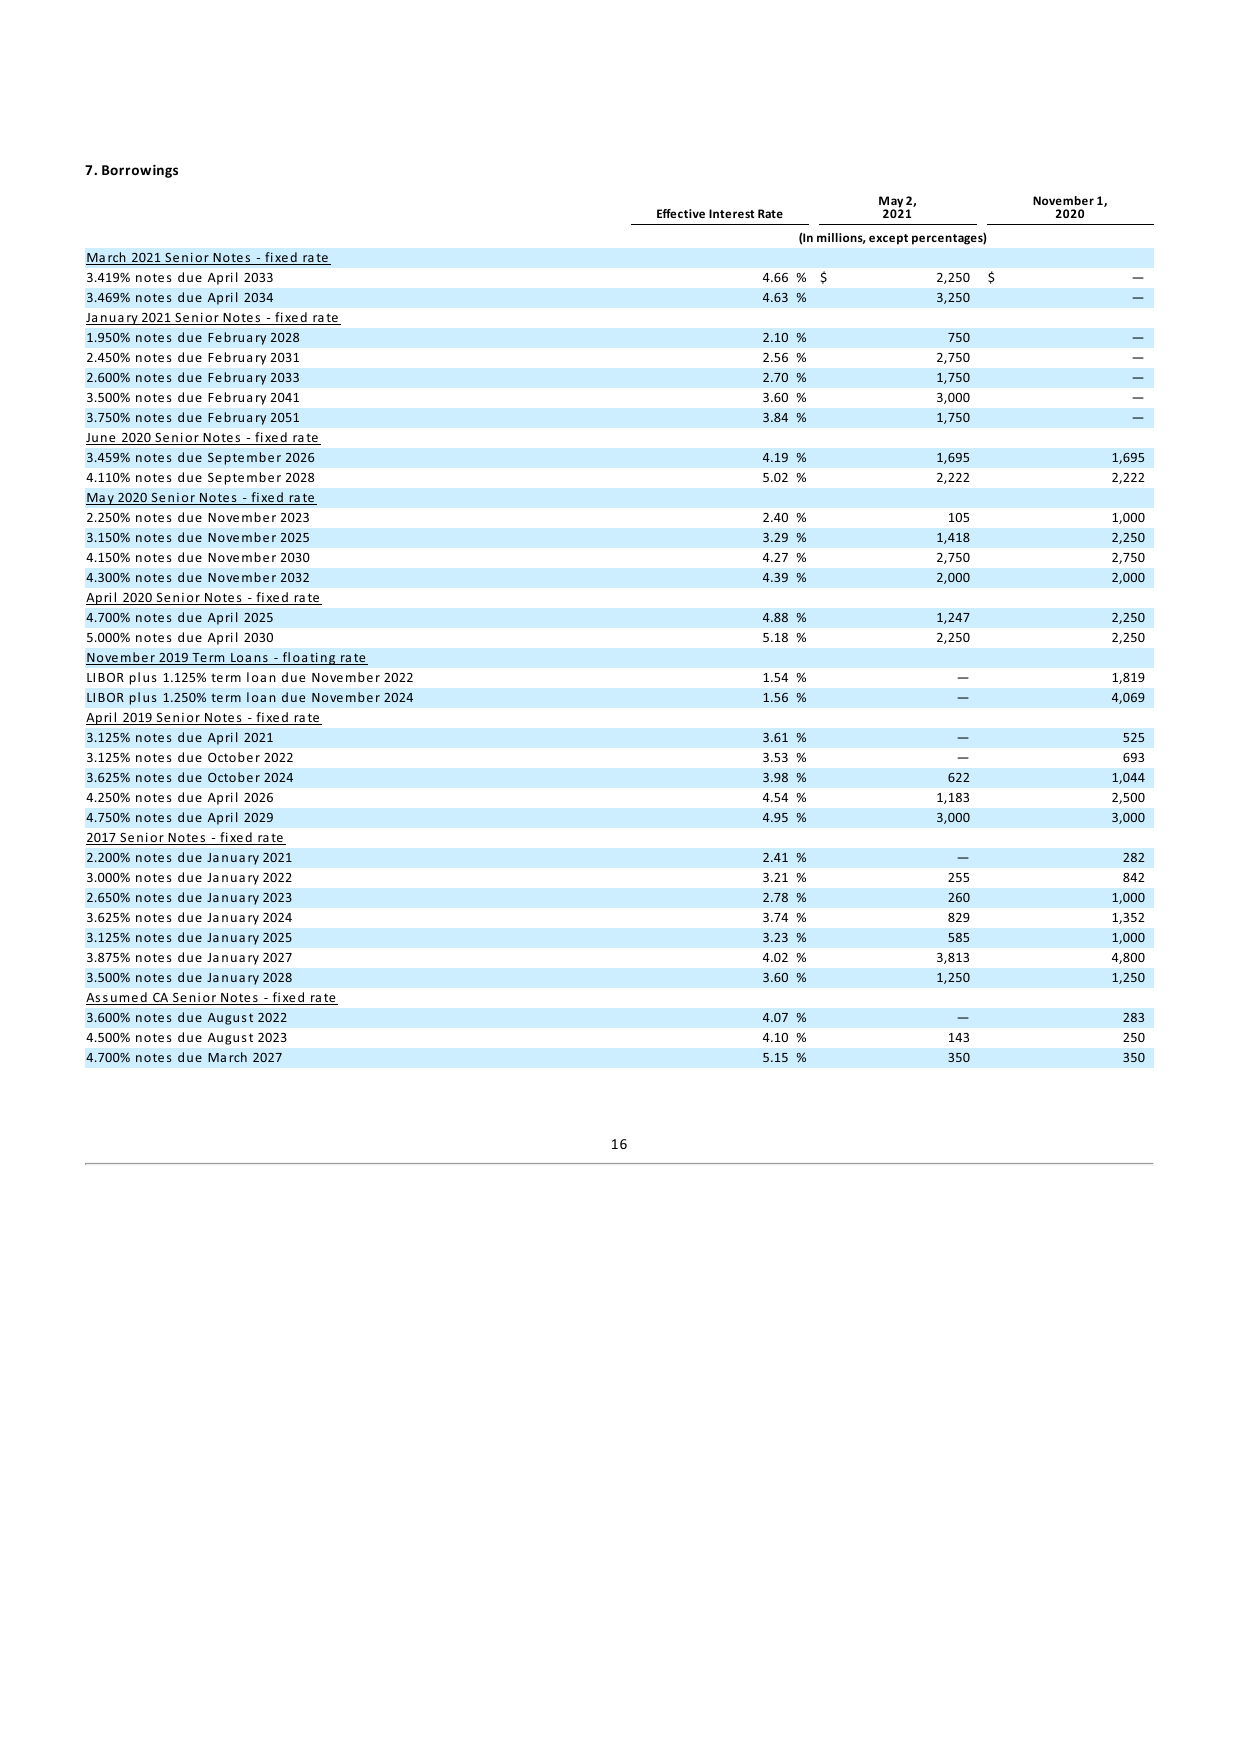 7. Borrowings
Effective Interest Rate May 2, 2021 November 1, 2020
(In millions, except percentages)
March 2021 Senior Notes - fixed rate
3.419% notes due April 2033 4.66 % $ 2,250 $ —
3.469% notes due April 2034 4.63 % 3,250 —
January 2021 Senior Notes - fixed rate
1.950% notes due February 2028 2.10 % 750 —
2.450% notes due February 2031 2.56 % 2,750 —
2.600% notes due February 2033 2.70 % 1,750 —
3.500% notes due February 2041 3.60 % 3,000 —
3.750% notes due February 2051 3.84 % 1,750 —
June 2020 Senior Notes - fixed rate
3.459% notes due September 2026 4.19 % 1,695 1,695
4.110% notes due September 2028 5.02 % 2,222 2,222
May 2020 Senior Notes - fixed rate
2.250% notes due November 2023 2.40 % 105 1,000
3.150% notes due November 2025 3.29 % 1,418 2,250
4.150% notes due November 2030 4.27 % 2,750 2,750
4.300% notes due November 2032 4.39 % 2,000 2,000
April 2020 Senior Notes - fixed rate
4.700% notes due April 2025 4.88 % 1,247 2,250
5.000% notes due April 2030 5.18 % 2,250 2,250
November 2019 Term Loans - floating rate
LIBOR plus 1.125% term loan due November 2022 1.54 % — 1,819
LIBOR plus 1.250% term loan due November 2024 1.56 % — 4,069
April 2019 Senior Notes - fixed rate
3.125% notes due April 2021 3.61 % — 525
3.125% notes due October 2022 3.53 % — 693
3.625% notes due October 2024 3.98 % 622 1,044
4.250% notes due April 2026 4.54 % 1,183 2,500
4.750% notes due April 2029 4.95 % 3,000 3,000
2017 Senior Notes - fixed rate
2.200% notes due January 2021 2.41 % — 282
3.000% notes due January 2022 3.21 % 255 842
2.650% notes due January 2023 2.78 % 260 1,000
3.625% notes due January 2024 3.74 % 829 1,352
3.125% notes due January 2025 3.23 % 585 1,000
3.875% notes due January 2027 4.02 % 3,813 4,800
3.500% notes due January 2028 3.60 % 1,250 1,250
Assumed CA Senior Notes - fixed rate
3.600% notes due August 2022 4.07 % — 283
4.500% notes due August 2023 4.10 % 143 250
4.700% notes due March 2027 5.15 % 350 350
16